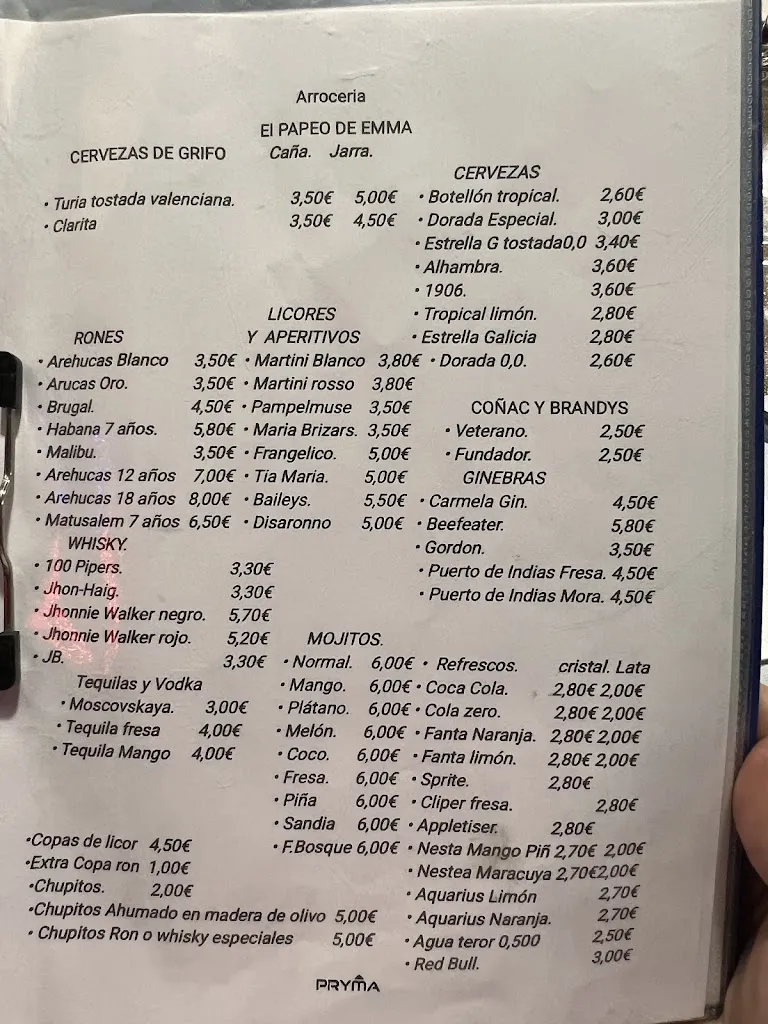 Arroceria
El PAPEO DE EMMA
CERVEZAS DE GRIFO Caña. Jarra.
• Turia tostada valenciana. 3,50€ 5,00€
• Clarita 3,50€ 4,50€
CERVEZAS
• Botellón tropical. 2,60€
• Dorada Especial. 3,00€
• Estrella G tostada0,0 3,40€
• Alhambra. 3,60€
• 1906. 3,60€
• Tropical limón. 2,80€
• Estrella Galicia 2,80€
• Dorada 0,0. 2,60€
RONES
• Arehucas Blanco 3,50€
• Arucas Oro. 3,50€
• Brugal. 4,50€
• Habana 7 años. 5,80€
• Malibu. 3,50€
• Arehucas 12 años 7,00€
• Arehucas 18 años 8,00€
• Matusalem 7 años 6,50€
LICORES
Y APERITIVOS
• Martini Blanco 3,80€
• Martini rosso 3,80€
• Pampelmuse 3,50€
• Maria Brizars. 3,50€
• Frangelico. 5,00€
• Tia Maria. 5,00€
• Baileys. 5,50€
• Disaronno 5,00€
COÑAC Y BRANDYS
• Veterano. 2,50€
• Fundador. 2,50€
GINEBRAS
• Carmela Gin. 4,50€
• Beefeater. 5,80€
• Gordon. 3,50€
• Puerto de Indias Fresa. 4,50€
• Puerto de Indias Mora. 4,50€
WHISKY.
• 100 Pipers. 3,30€
• Jhon-Haig. 3,30€
• Jhonnie Walker negro. 5,70€
• Jhonnie Walker rojo. 5,20€
• JB. 3,30€
Tequilas y Vodka
• Moscovskaya. 3,00€
• Tequila fresa 4,00€
• Tequila Mango 4,00€
MOJITOS.
• Normal. 6,00€
• Mango. 6,00€
• Plátano. 6,00€
• Melón. 6,00€
• Coco. 6,00€
• Fresa. 6,00€
• Piña 6,00€
• Sandia 6,00€
• F.Bosque 6,00€
• Refrescos. cristal. Lata
• Coca Cola. 2,80€ 2,00€
• Cola zero. 2,80€ 2,00€
• Fanta Naranja. 2,80€ 2,00€
• Fanta limón. 2,80€ 2,00€
• Sprite. 2,80€
• Cliper fresa. 2,80€
• Appletiser. 2,80€
• Nesta Mango Piñ 2,70€ 2,00€
• Nestea Maracuya 2,70€2,00€
• Aquarius Limón 2,70€
• Aquarius Naranja. 2,70€
• Agua teror 0,500 2,50€
• Red Bull. 3,00€
•Copas de licor 4,50€
•Extra Copa ron 1,00€
•Chupitos. 2,00€
•Chupitos Ahumado en madera de olivo 5,00€
• Chupitos Ron o whisky especiales 5,00€
PRYMA